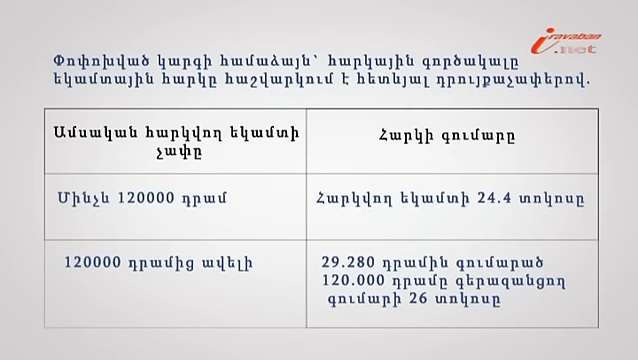 iravaban
.net
Փոփոխված կարգի համաձայն՝ հարկային գործակալը
եկամտային հարկը հաշվարկում է հետևյալ դրույքաչափերով.
Ամսական հարկվող եկամտի
չափը
Հարկի գումարը
Մինչև 120000 դրամ
Հարկվող եկամտի 24.4 տոկոսը
120000 դրամից ավելի
29.280 դրամին գումարած
120.000 դրամը գերազանցող
գումարի 26 տոկոսը